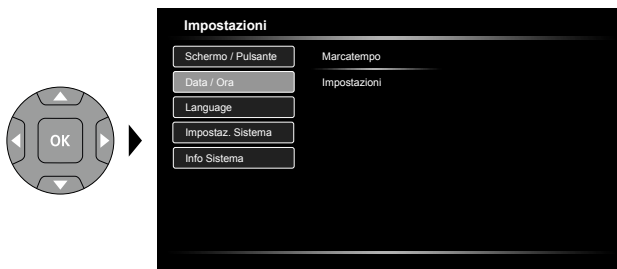 Impostazioni
Schermo / Pulsante
Marcatempo
Data / Ora
Impostazioni
Language
Impostaz. Sistema
Info Sistema
OK